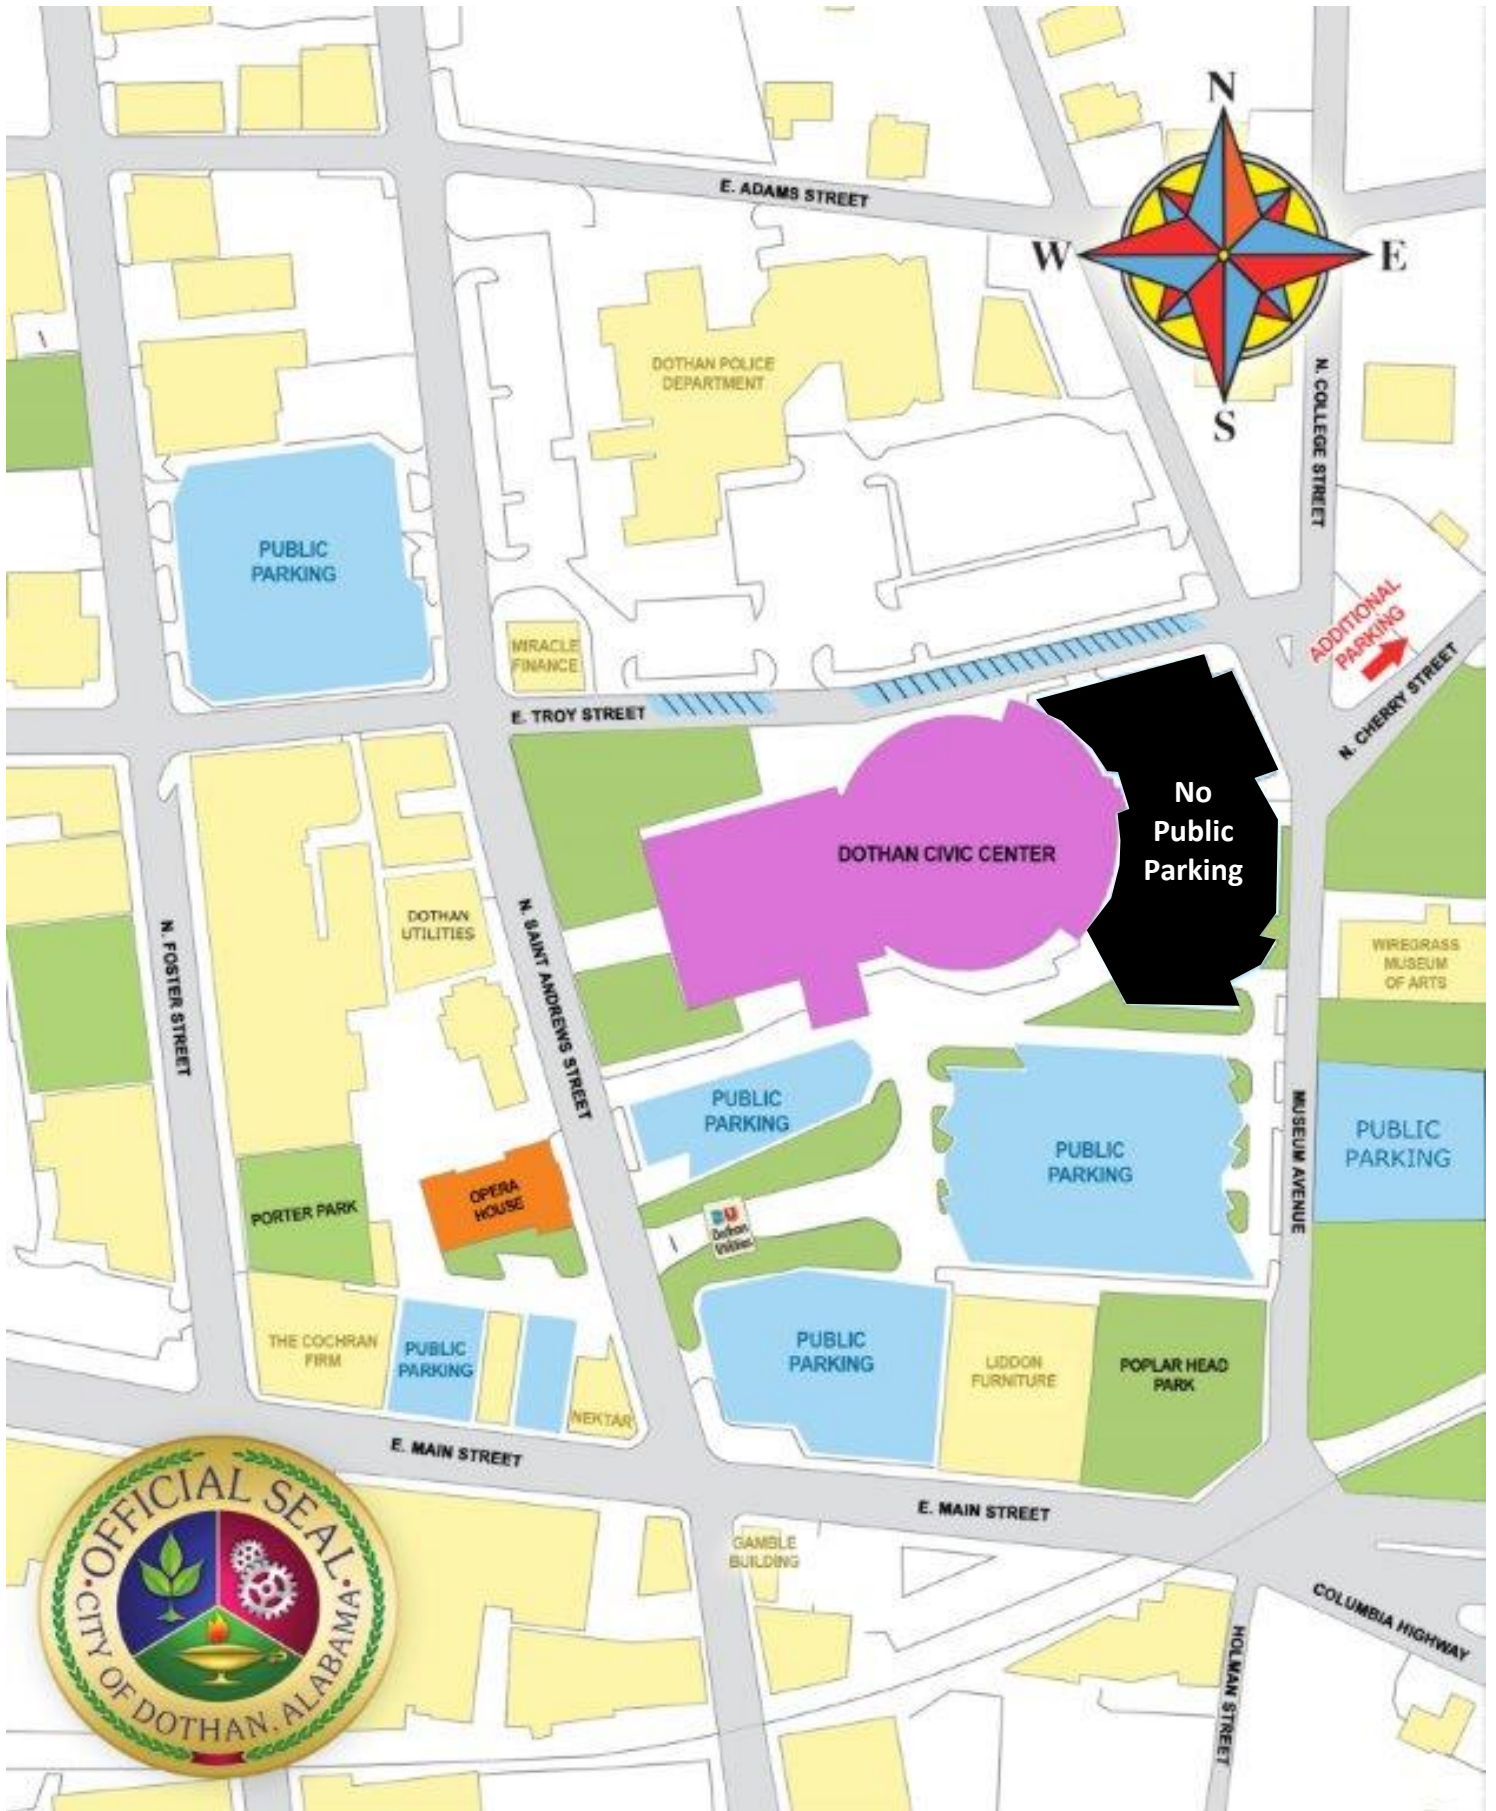 N
E. ADAMS STREET
W
E
DOTHAN POLICE
DEPARTMENT
N. COLLEGE STREET
S
PUBLIC
PARKING
ADDITIONAL
PARKING
MIRACLE
FINANCE
N. CHERRY STREET
E. TROY STREET
No
Public
Parking
DOTHAN CIVIC CENTER
DOTHAN
UTILITIES
N. FOSTER STREET
N. SAINT ANDREWS STREET
WIREGRASS
MUSEUM
OF ARTS
PUBLIC
PARKING
PUBLIC
PARKING
MUSEUM AVENUE
PUBLIC
PARKING
OPERA
HOUSE
PORTER PARK
DU
Dothan
Utilities
THE COCHRAN
FIRM
PUBLIC
PARKING
PUBLIC
PARKING
LIDDON
FURNITURE
POPLAR HEAD
PARK
NEKTAR
E. MAIN STREET
E. MAIN STREET
OFFICIAL SEAL
CITY OF DOTHAN, ALABAMA
GAMBLE
BUILDING
COLUMBIA HIGHWAY
HOLMAN STREET